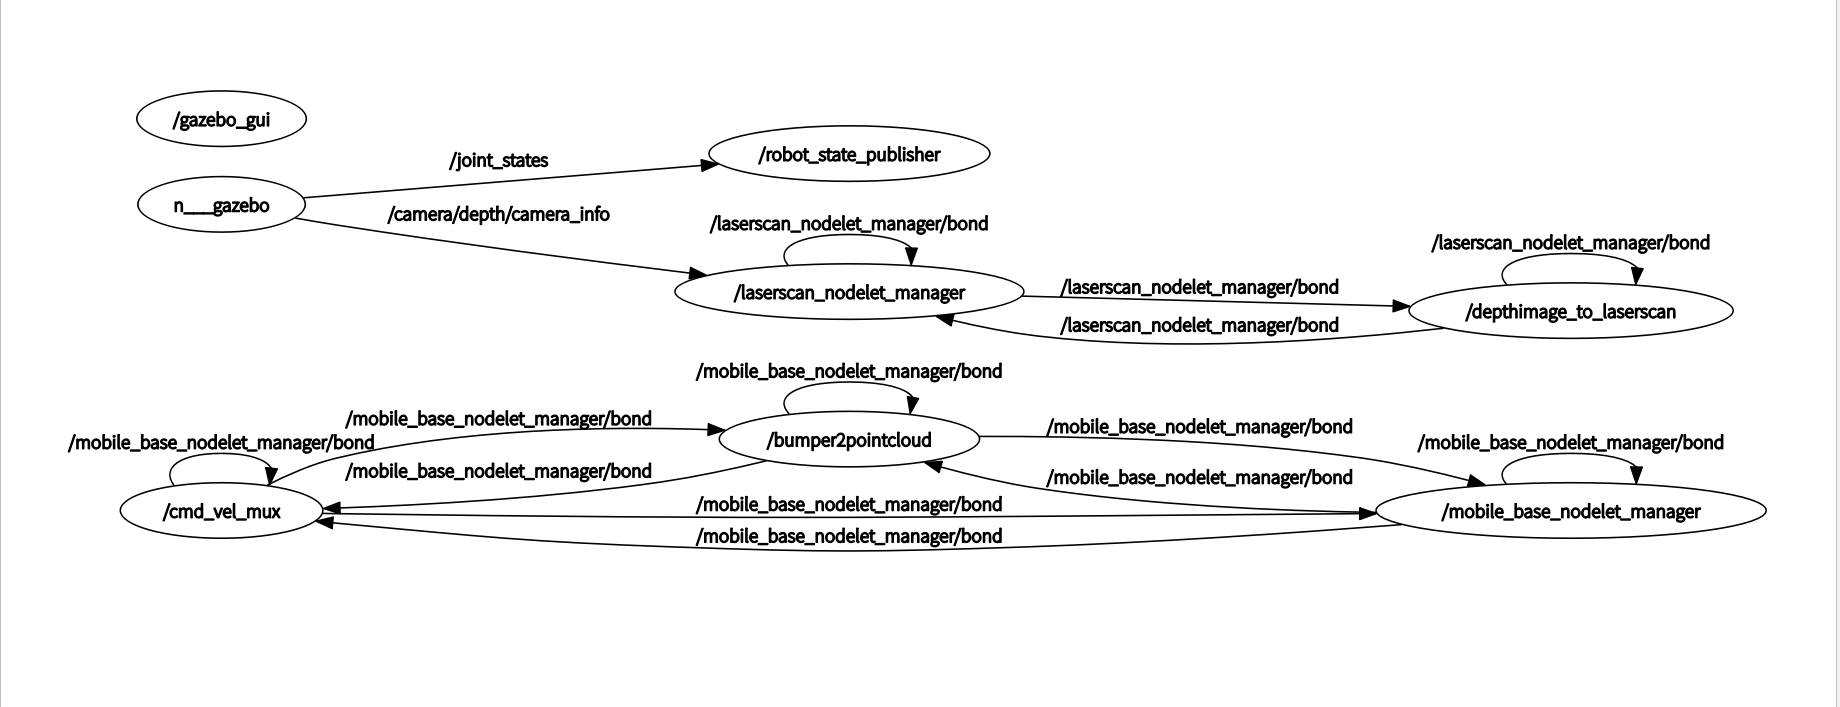 /gazebo_gui
/joint_states
/robot_state_publisher
n___gazebo
/camera/depth/camera_info
/laserscan_nodelet_manager/bond
/laserscan_nodelet_manager/bond
/laserscan_nodelet_manager
/laserscan_nodelet_manager/bond
/depthimage_to_laserscan
/laserscan_nodelet_manager/bond
/mobile_base_nodelet_manager/bond
/mobile_base_nodelet_manager/bond
/mobile_base_nodelet_manager/bond
/bumper2pointcloud
/mobile_base_nodelet_manager/bond
/mobile_base_nodelet_manager/bond
/mobile_base_nodelet_manager/bond
/mobile_base_nodelet_manager/bond
/cmd_vel_mux
/mobile_base_nodelet_manager/bond
/mobile_base_nodelet_manager
/mobile_base_nodelet_manager/bond